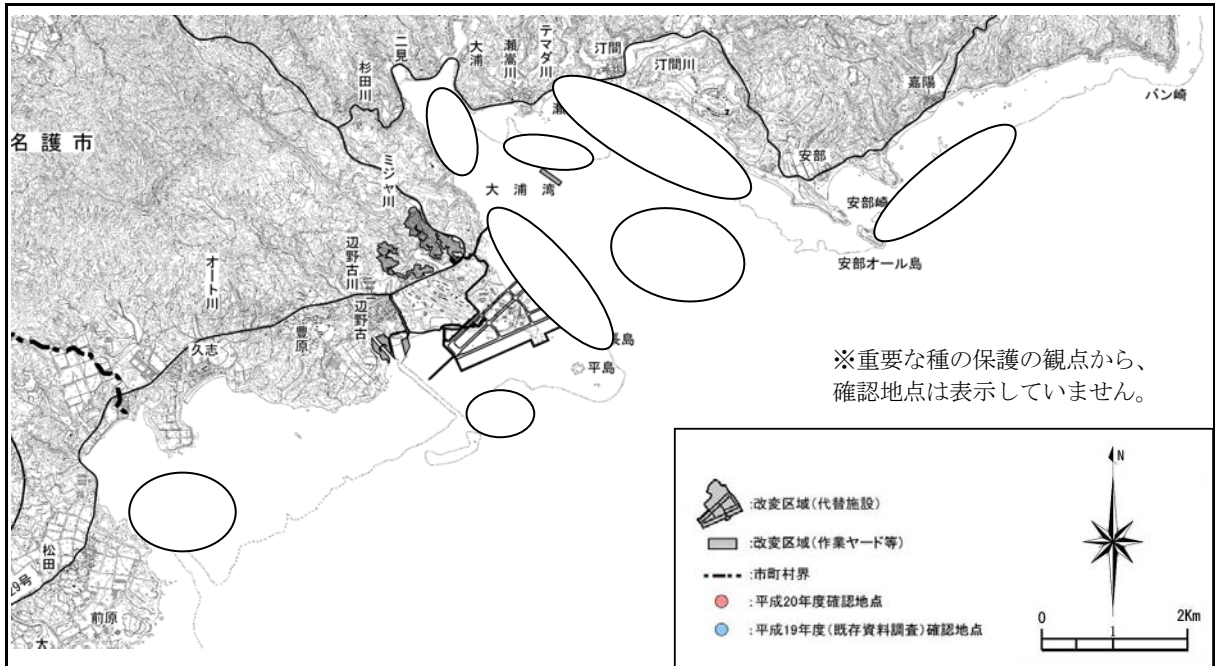 二見
大浦
瀬嵩川
テマダ川
汀間
汀間川
嘉陽
バン崎
杉田川
名護市
ミジャ川
大浦湾
安部
安部崎
安部オール島
辺野古川
辺野古
オート川
豊原
久志
長島
平島
※重要な種の保護の観点から、
確認地点は表示していません。
松田
29号
前原
N
:改変区域(代替施設)
:改変区域(作業ヤード等)
:市町村界
:平成20年度確認地点
:平成19年度(既存資料調査)確認地点
0 1 2Km